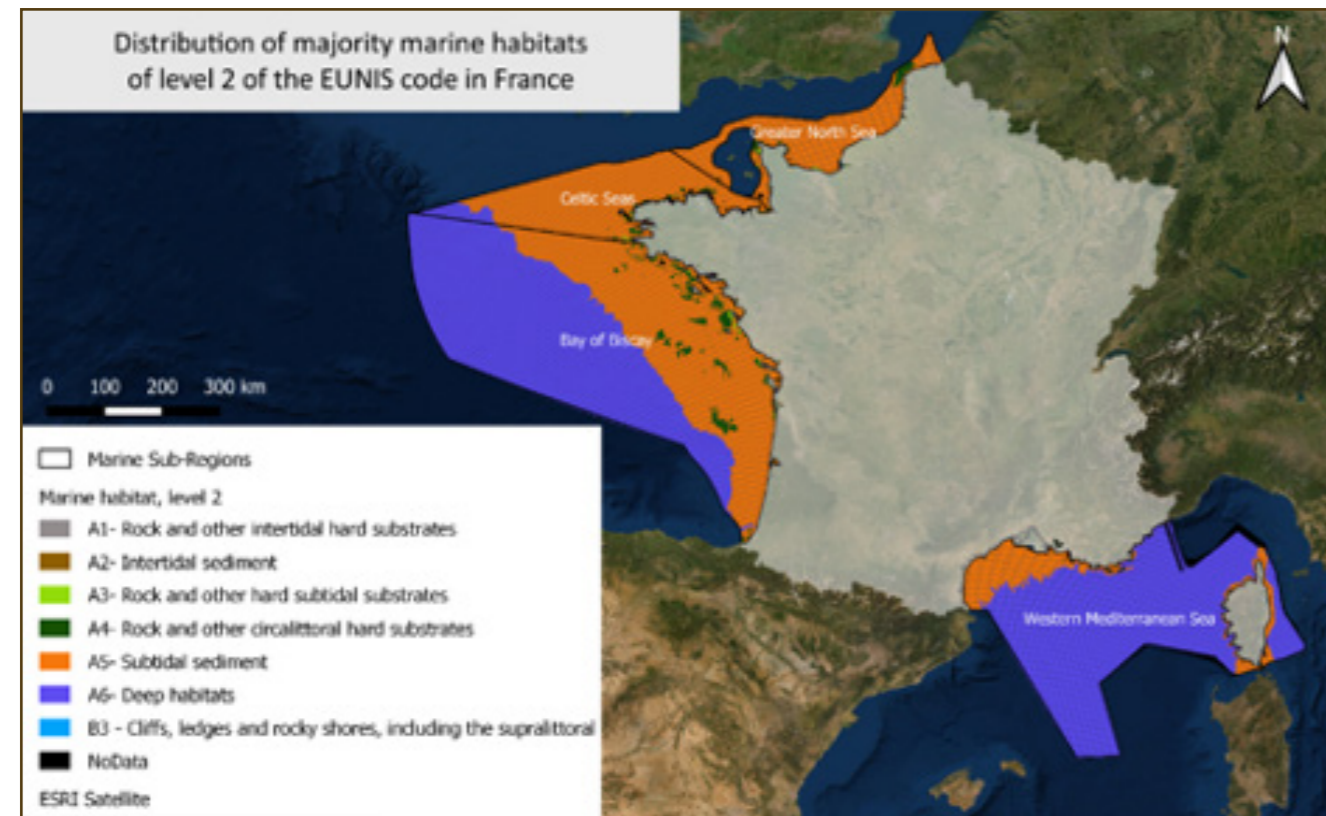 Distribution of majority marine habitats
of level 2 of the EUNIS code in France
N
Greater North Sea
Celtic Seas
Bay of Biscay
0 100 200 300 km
Marine Sub-Regions
Marine habitat, level 2
A1- Rock and other intertidal hard substrates
A2- Intertidal sediment
A3- Rock and other hard subtidal substrates
A4- Rock and other circalittoral hard substrates
A5- Subtidal sediment
A6- Deep habitats
B3 - Cliffs, ledges and rocky shores, including the supralittoral
NoData
ESRI Satellite
Western Mediterranean Sea